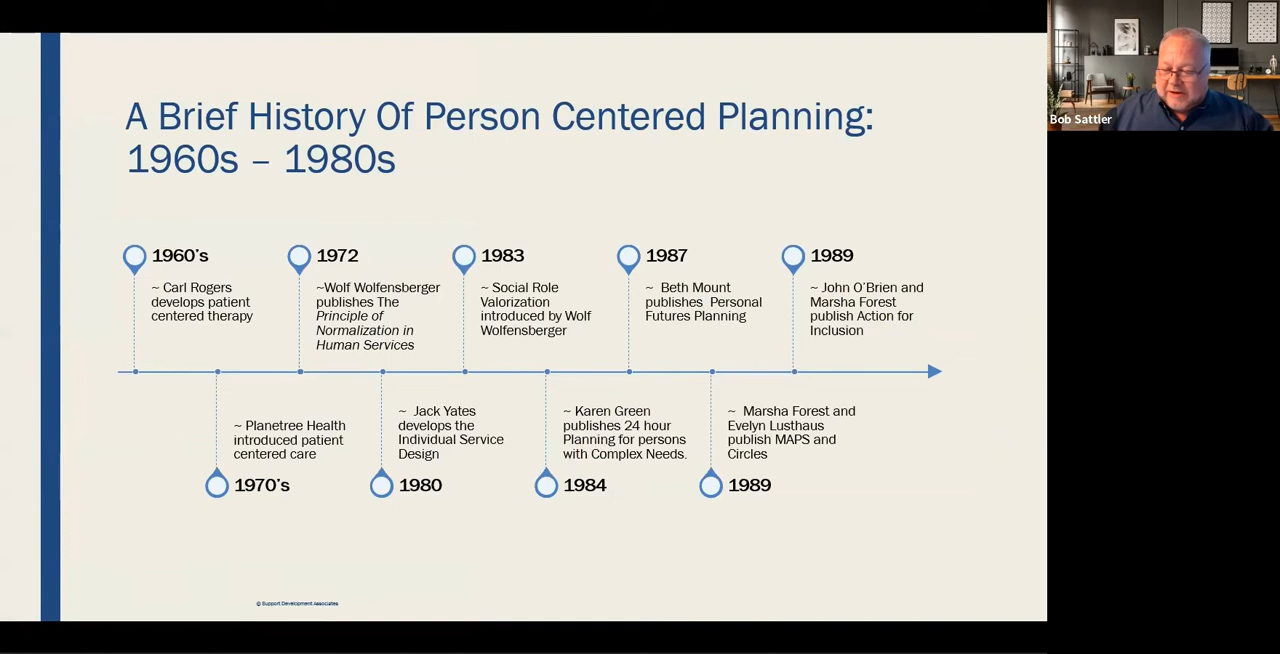 A Brief History Of Person Centered Planning:
1960s – 1980s
Bob Sattler
1960's
~ Carl Rogers
develops patient
centered therapy
1972
~Wolf Wolfensberger
publishes The
Principle of
Normalization in
Human Services
1983
~ Social Role
Valorization
introduced by Wolf
Wolfensberger
1987
~ Beth Mount
publishes Personal
Futures Planning
1989
~ John O'Brien and
Marsha Forest
publish Action for
Inclusion
~ Planetree Health
introduced patient
centered care
1970's
~ Jack Yates
develops the
Individual Service
Design
1980
~ Karen Green
publishes 24 hour
Planning for persons
with Complex Needs.
1984
~ Marsha Forest and
Evelyn Lusthaus
publish MAPS and
Circles
1989
© Support Development Associates